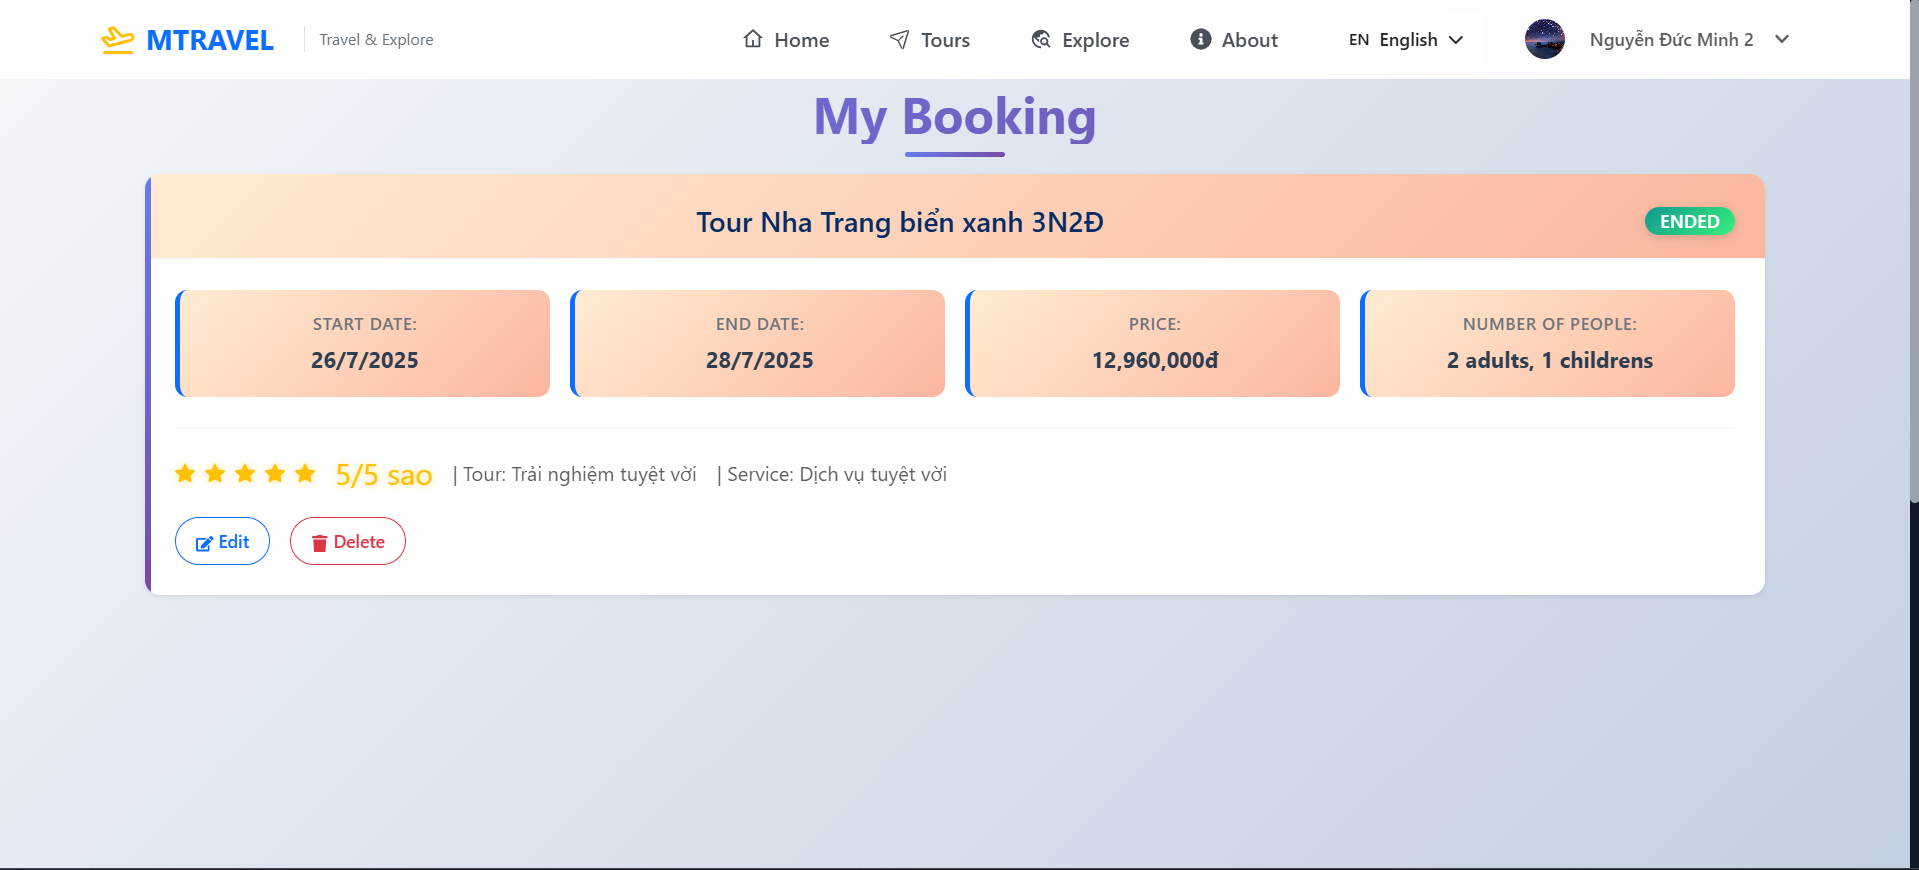 MTRAVEL
Travel & Explore
Home
Tours
Explore
About
EN English
Nguyễn Đức Minh 2
My Booking
Tour Nha Trang biển xanh 3N2Đ
ENDED
START DATE:
26/7/2025
END DATE:
28/7/2025
PRICE:
12,960,000đ
NUMBER OF PEOPLE:
2 adults, 1 childrens
5/5 sao | Tour: Trải nghiệm tuyệt vời | Service: Dịch vụ tuyệt vời
Edit
Delete